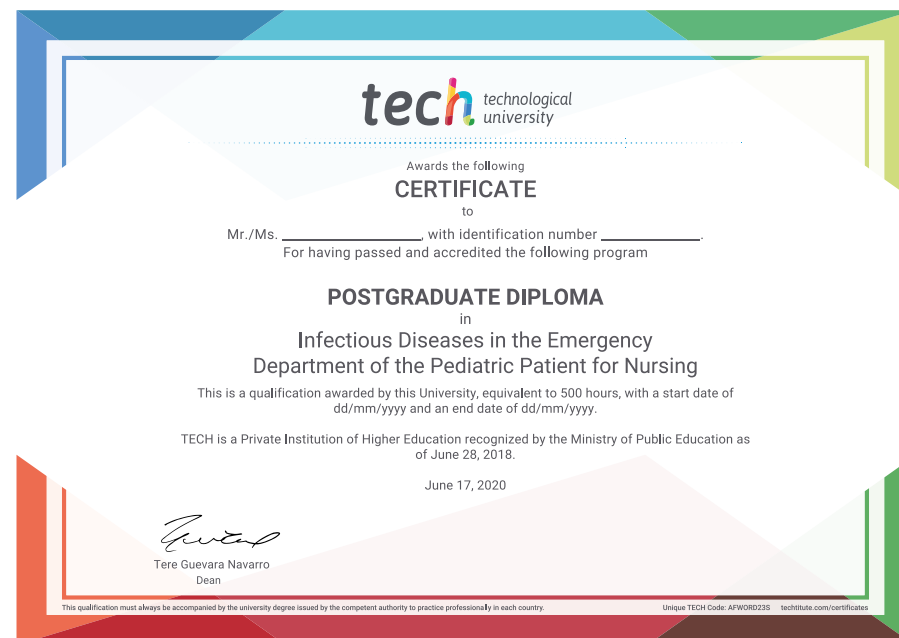 tech technological
university
Awards the following
CERTIFICATE
to
Mr./Ms. ____________________, with identification number ______________.
For having passed and accredited the following program
POSTGRADUATE DIPLOMA
in
Infectious Diseases in the Emergency
Department of the Pediatric Patient for Nursing
This is a qualification awarded by this University, equivalent to 500 hours, with a start date of
dd/mm/yyyy and an end date of dd/mm/yyyy.
TECH is a Private Institution of Higher Education recognized by the Ministry of Public Education as
of June 28, 2018.
June 17, 2020
Tere Guevara Navarro
Dean
This qualification must always be accompanied by the university degree issued by the competent authority to practice professionally in each country. Unique TECH Code: AFWORD23S techtitute.com/certificates